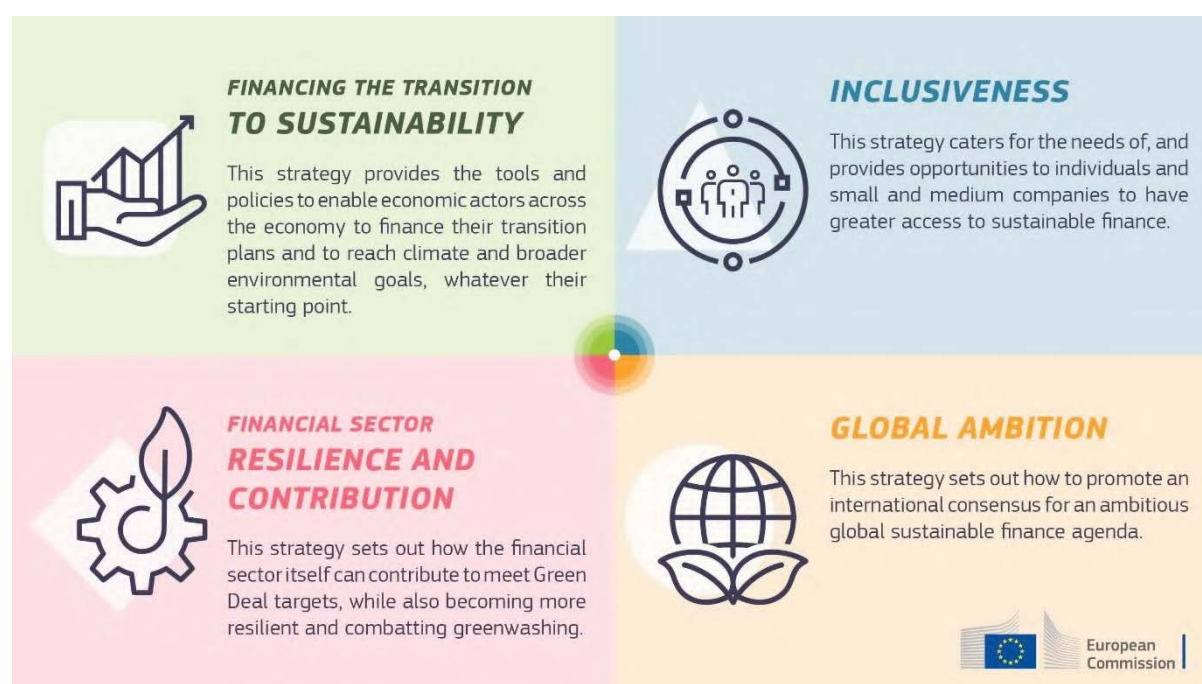 FINANCING THE TRANSITION
TO SUSTAINABILITY
This strategy provides the tools and
policies to enable economic actors across
the economy to finance their transition
plans and to reach climate and broader
environmental goals, whatever their
starting point.
INCLUSIVENESS
This strategy caters for the needs of, and
provides opportunities to individuals and
small and medium companies to have
greater access to sustainable finance.
FINANCIAL SECTOR
RESILIENCE AND
CONTRIBUTION
This strategy sets out how the financial
sector itself can contribute to meet Green
Deal targets, while also becoming more
resilient and combatting greenwashing.
GLOBAL AMBITION
This strategy sets out how to promote an
international consensus for an ambitious
global sustainable finance agenda.
European
Commission